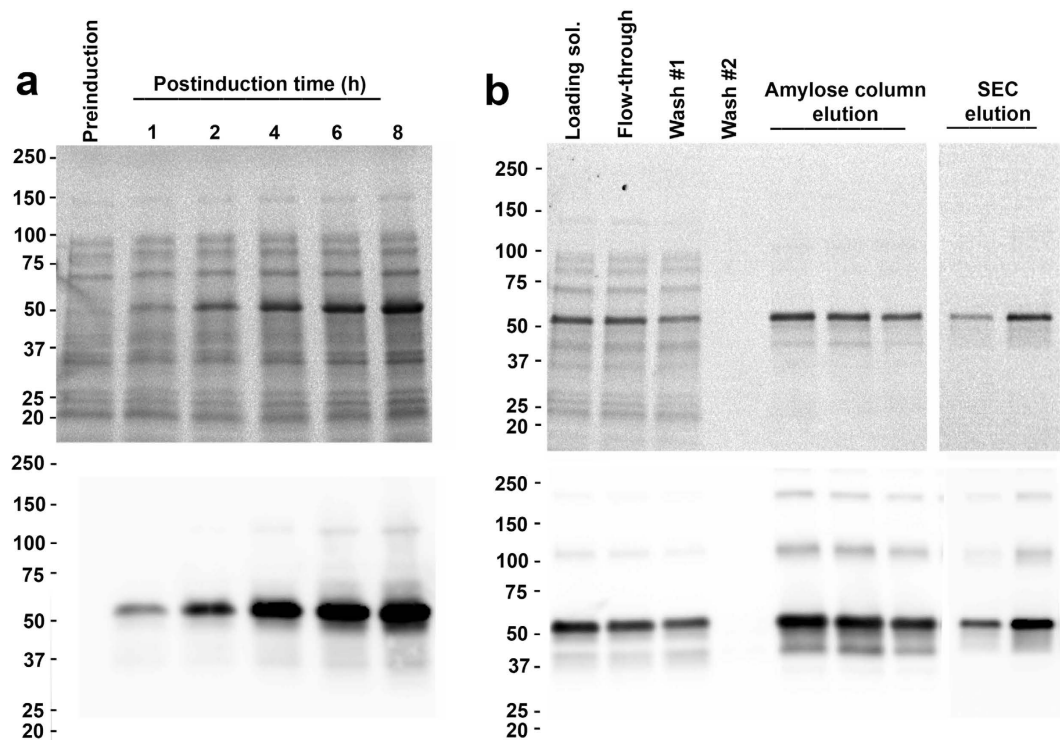 a
Preinduction
Postinduction time (h)
1 2 4 6 8
250 -
150 -
100 -
75 -
50 -
37 -
25 -
20 -
250 -
150 -
100 -
75 -
50 -
37 -
25 -
20 -
b
Loading sol.
Flow-through
Wash #1
Wash #2
Amylose column
elution
SEC
elution
250 -
150 -
100 -
75 -
50 -
37 -
25 -
20 -
250 -
150 -
100 -
75 -
50 -
37 -
25 -
20 -